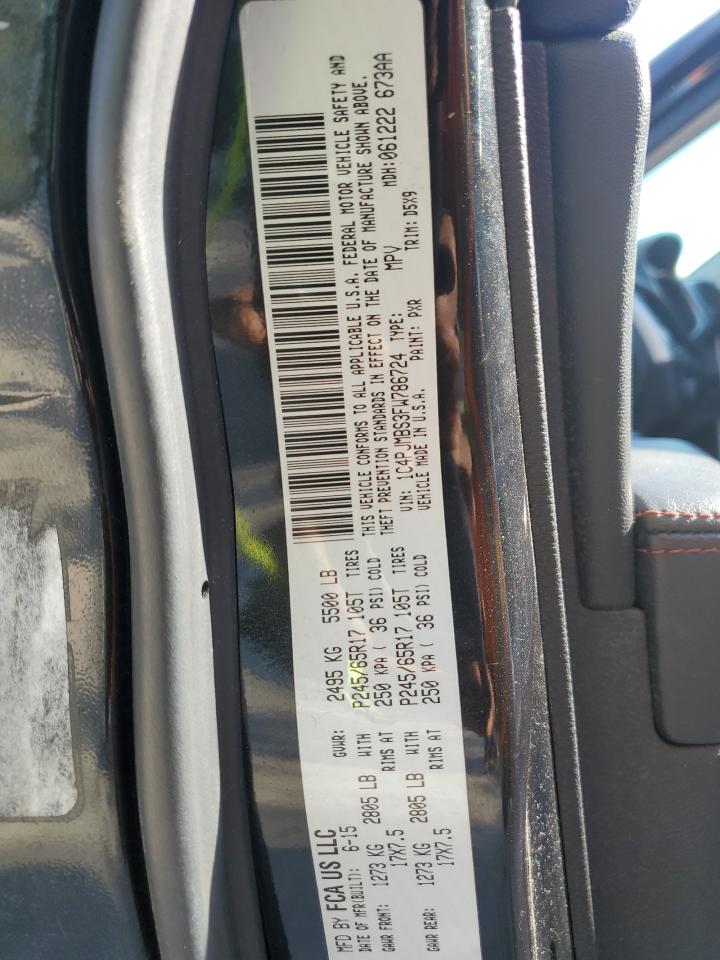 MFD BY FCA US LLC
DATE OF MFR(BUILT): 6-15 GVWR: 2495 KG 5500 LB
GAWR FRONT: 1273 KG 2805 LB WITH P245/65R17 105T TIRES
17X7.5 RIMS AT 250 KPA ( 36 PSI) COLD
GAWR REAR: 1273 KG 2805 LB WITH P245/65R17 105T TIRES
17X7.5 RIMS AT 250 KPA ( 36 PSI) COLD
THIS VEHICLE CONFORMS TO ALL APPLICABLE U.S.A. FEDERAL MOTOR VEHICLE SAFETY AND
THEFT PREVENTION STANDARDS IN EFFECT ON THE DATE OF MANUFACTURE SHOWN ABOVE.
VIN: 1C4PJMBS3FW786724 TYPE: MPV MDH:061222 673AA
VEHICLE MADE IN U.S.A. PAINT: PXR TRIM: D5X9